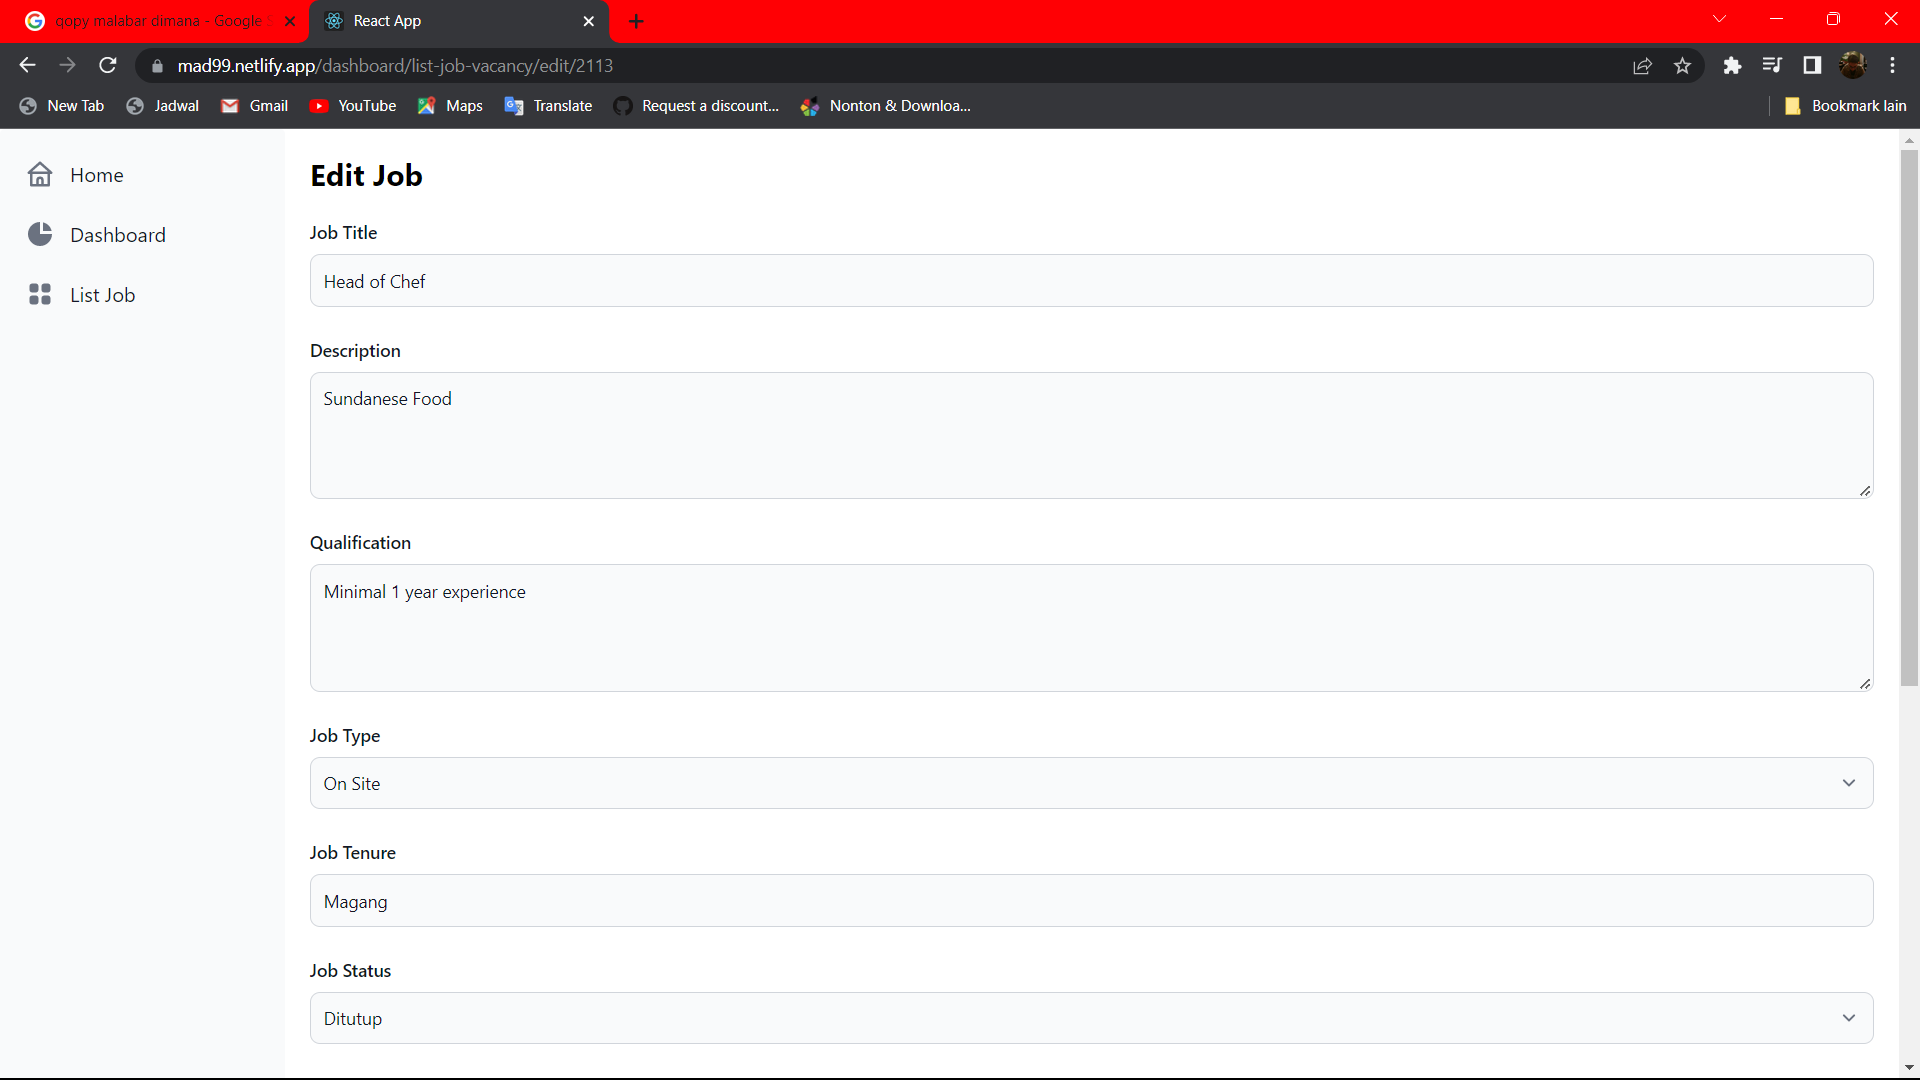 qopy malabar dimana - Google S
React App
mad99.netlify.app/dashboard/list-job-vacancy/edit/2113
New Tab
Jadwal
Gmail
YouTube
Maps
Translate
Request a discount...
Nonton & Downloa...
Bookmark lain
Home
Dashboard
List Job
Edit Job
Job Title
Head of Chef
Description
Sundanese Food
Qualification
Minimal 1 year experience
Job Type
On Site
Job Tenure
Magang
Job Status
Ditutup